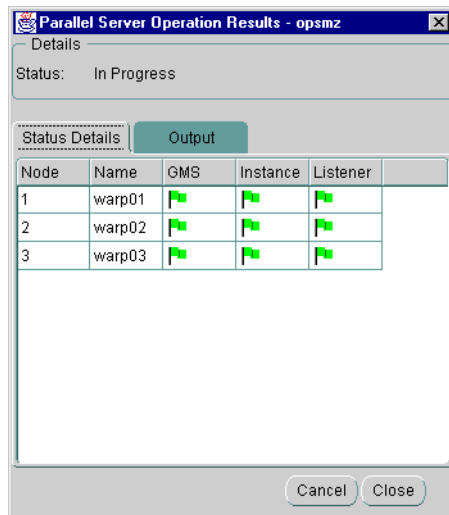 Parallel Server Operation Results - opsmz
Details
Status: In Progress
Status Details Output
Node Name GMS Instance Listener
1 warp01
2 warp02
3 warp03
Cancel Close